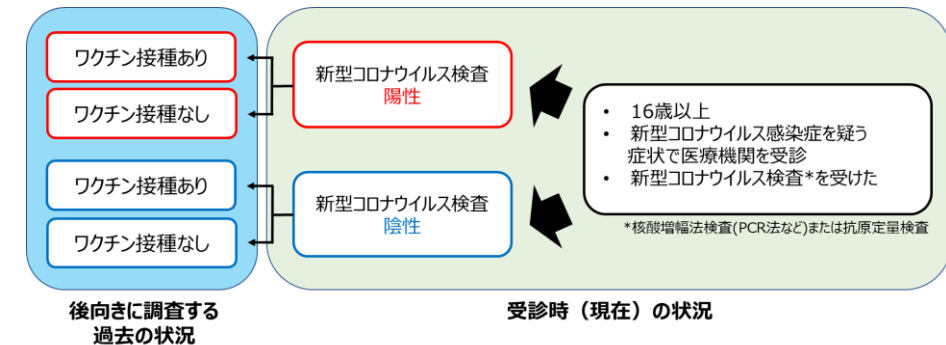 ワクチン接種あり
ワクチン接種なし
ワクチン接種あり
ワクチン接種なし
後向きに調査する
過去の状況
新型コロナウイルス検査
陽性
新型コロナウイルス検査
陰性
• 16歳以上
• 新型コロナウイルス感染症を疑う
症状で医療機関を受診
• 新型コロナウイルス検査*を受けた
*核酸増幅法検査(PCR法など)または抗原定量検査
受診時（現在）の状況